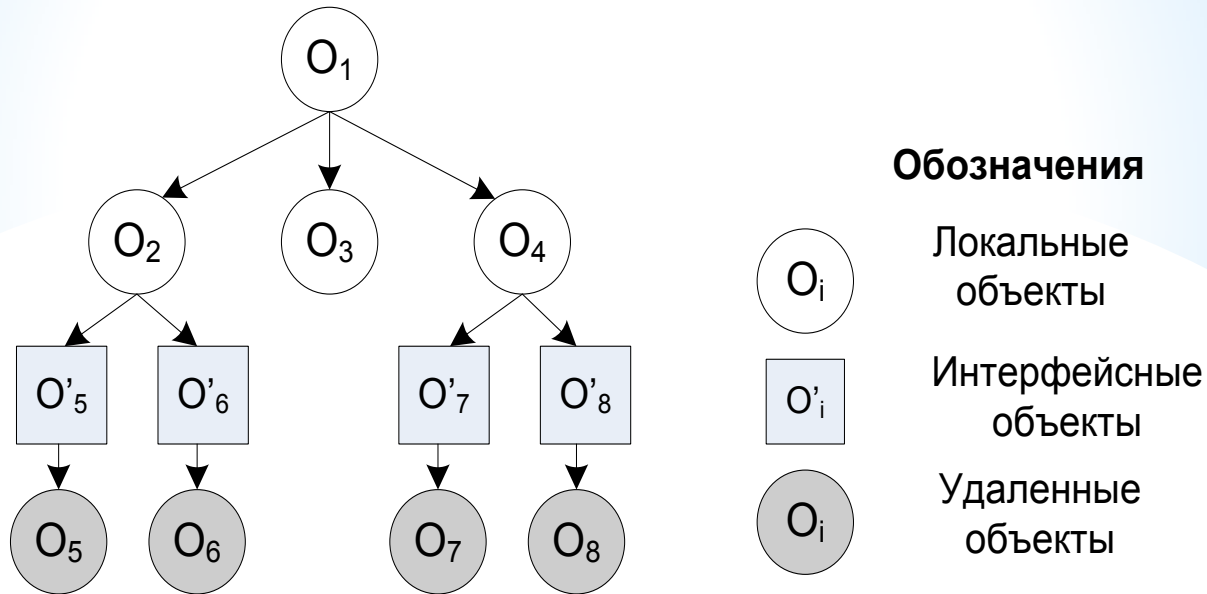 O₁
O₂ O₃ O₄
O'₅ O'₆ O'₇ O'₈
O₅ O₆ O₇ O₈
Обозначения
Oᵢ
Локальные
объекты
O'ᵢ
Интерфейсные
объекты
Oᵢ
Удаленные
объекты